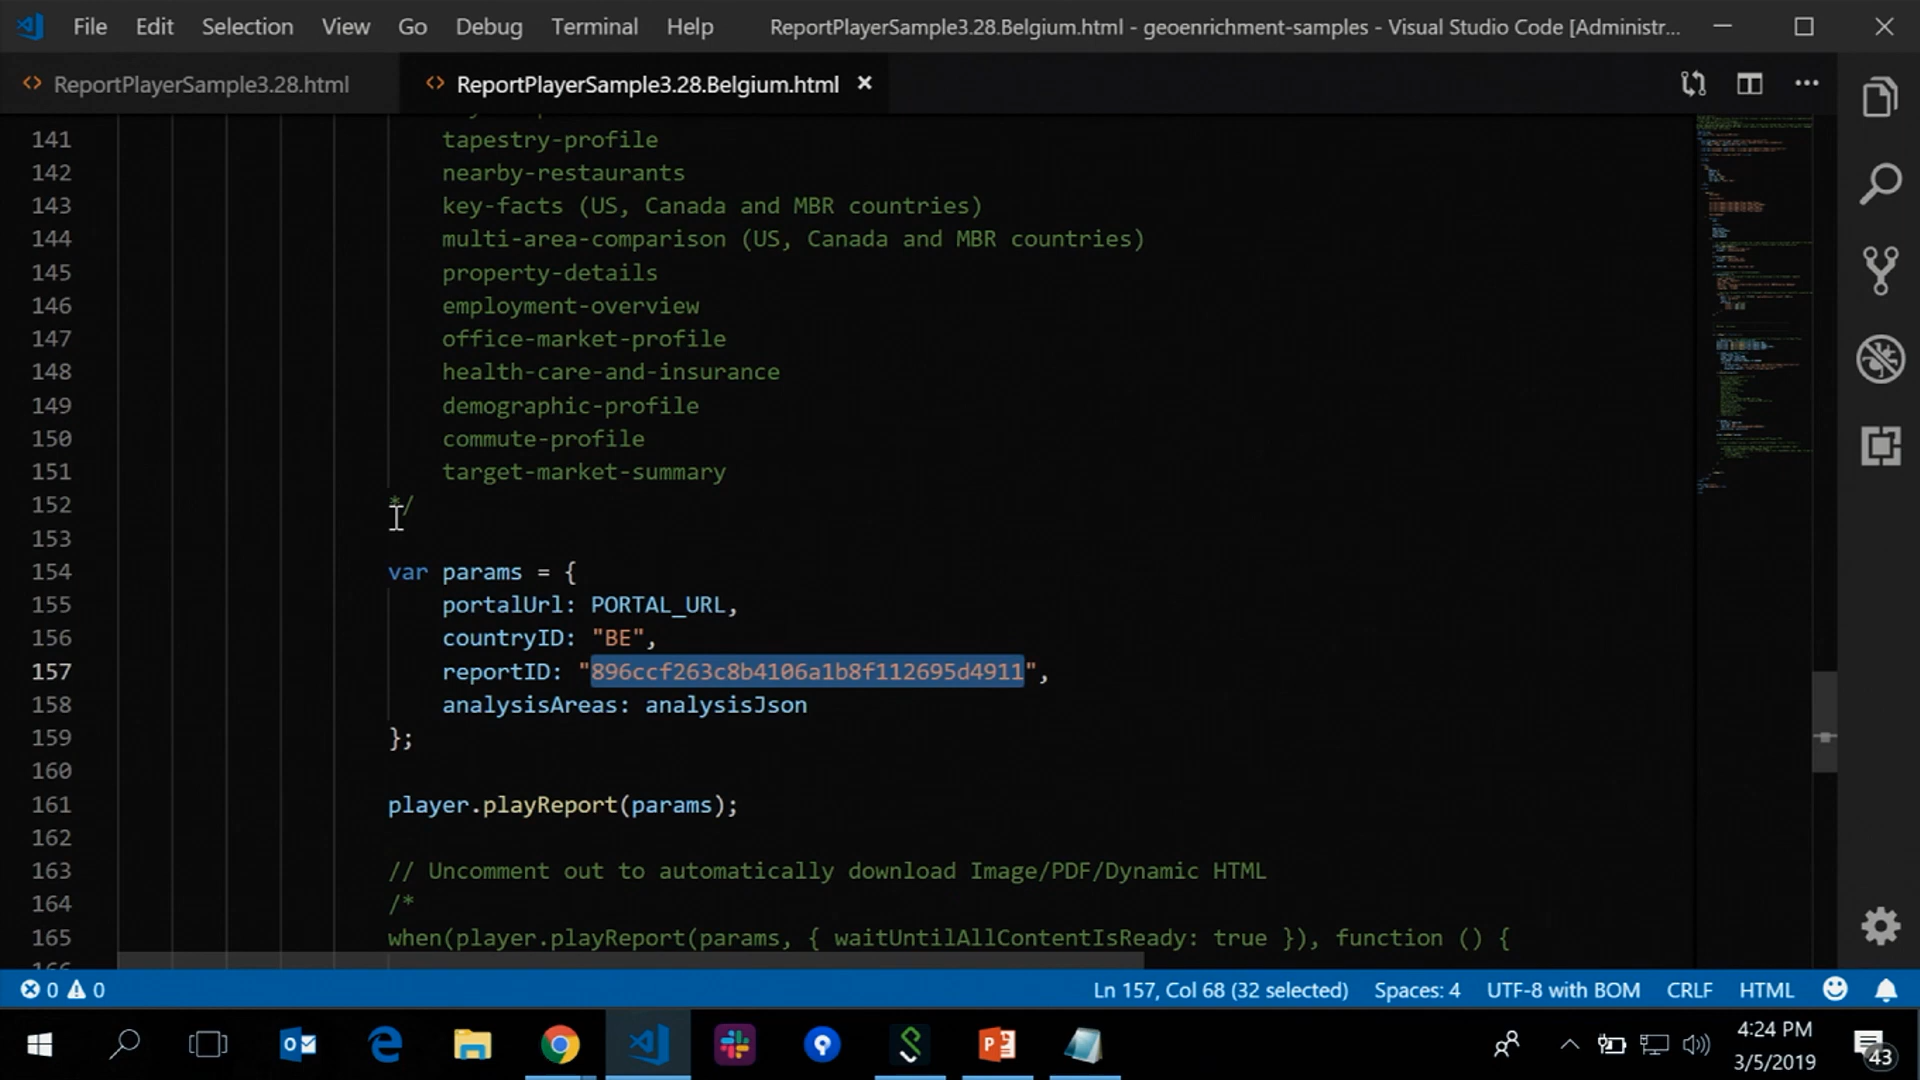 File Edit Selection View Go Debug Terminal Help ReportPlayerSample3.28.Belgium.html - geoenrichment-samples - Visual Studio Code [Administr...
ReportPlayerSample3.28.html ReportPlayerSample3.28.Belgium.html
141 tapestry-profile
142 nearby-restaurants
143 key-facts (US, Canada and MBR countries)
144 multi-area-comparison (US, Canada and MBR countries)
145 property-details
146 employment-overview
147 office-market-profile
148 health-care-and-insurance
149 demographic-profile
150 commute-profile
151 target-market-summary
152 */
153
154 var params = {
155 portalUrl: PORTAL_URL,
156 countryID: "BE",
157 reportID: "896ccf263c8b4106a1b8f112695d4911",
158 analysisAreas: analysisJson
159 };
160
161 player.playReport(params);
162
163 // Uncomment out to automatically download Image/PDF/Dynamic HTML
164 /*
165 when(player.playReport(params, { waitUntilAllContentIsReady: true }), function () {
0 0 Ln 157, Col 68 (32 selected) Spaces: 4 UTF-8 with BOM CRLF HTML
4:24 PM
3/5/2019
43